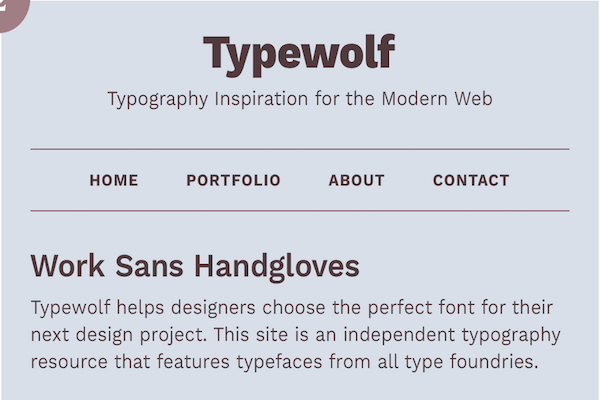 Typewolf
Typography Inspiration for the Modern Web
HOME PORTFOLIO ABOUT CONTACT
Work Sans Handgloves
Typewolf helps designers choose the perfect font for their
next design project. This site is an independent typography
resource that features typefaces from all type foundries.